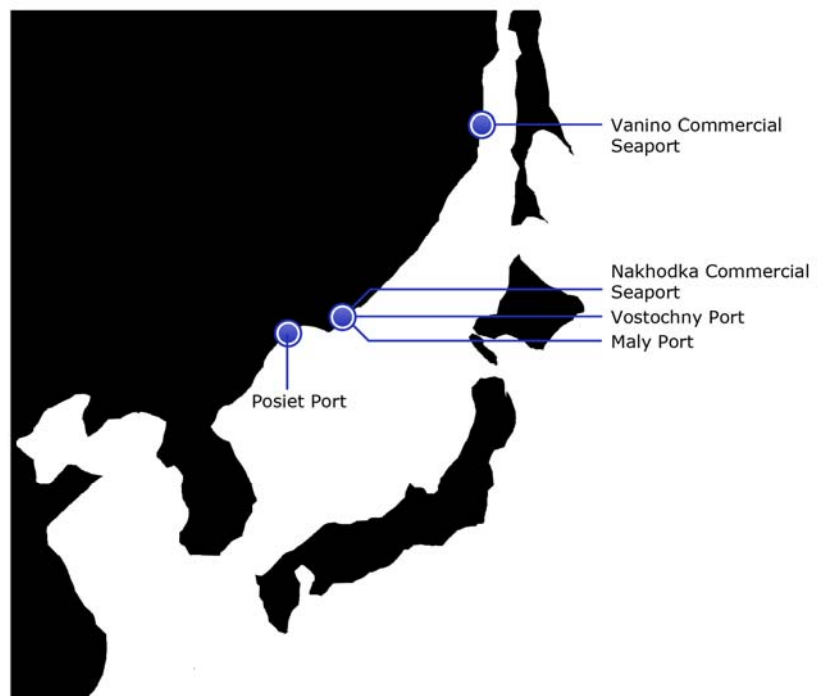 Vanino Commercial
Seaport
Nakhodka Commercial
Seaport
Vostochny Port
Maly Port
Posiet Port